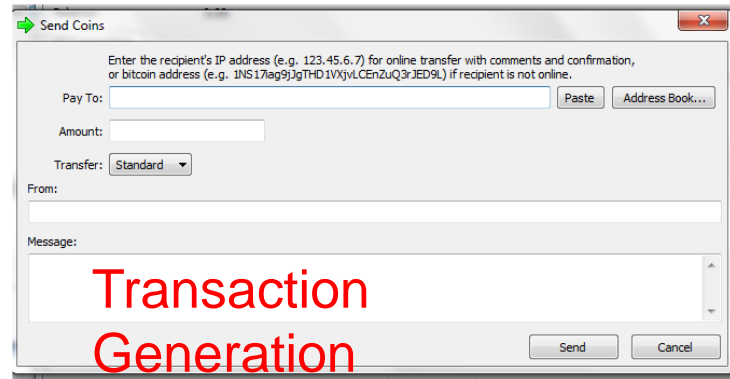 Send Coins
Enter the recipient's IP address (e.g. 123.45.6.7) for online transfer with comments and confirmation,
or bitcoin address (e.g. 1NS17iag9jJgTHD1VXjvLCEnZuQ3rJED9L) if recipient is not online.
Pay To: Paste Address Book...
Amount:
Transfer: Standard
From:
Message:
Transaction
Generation
Send Cancel